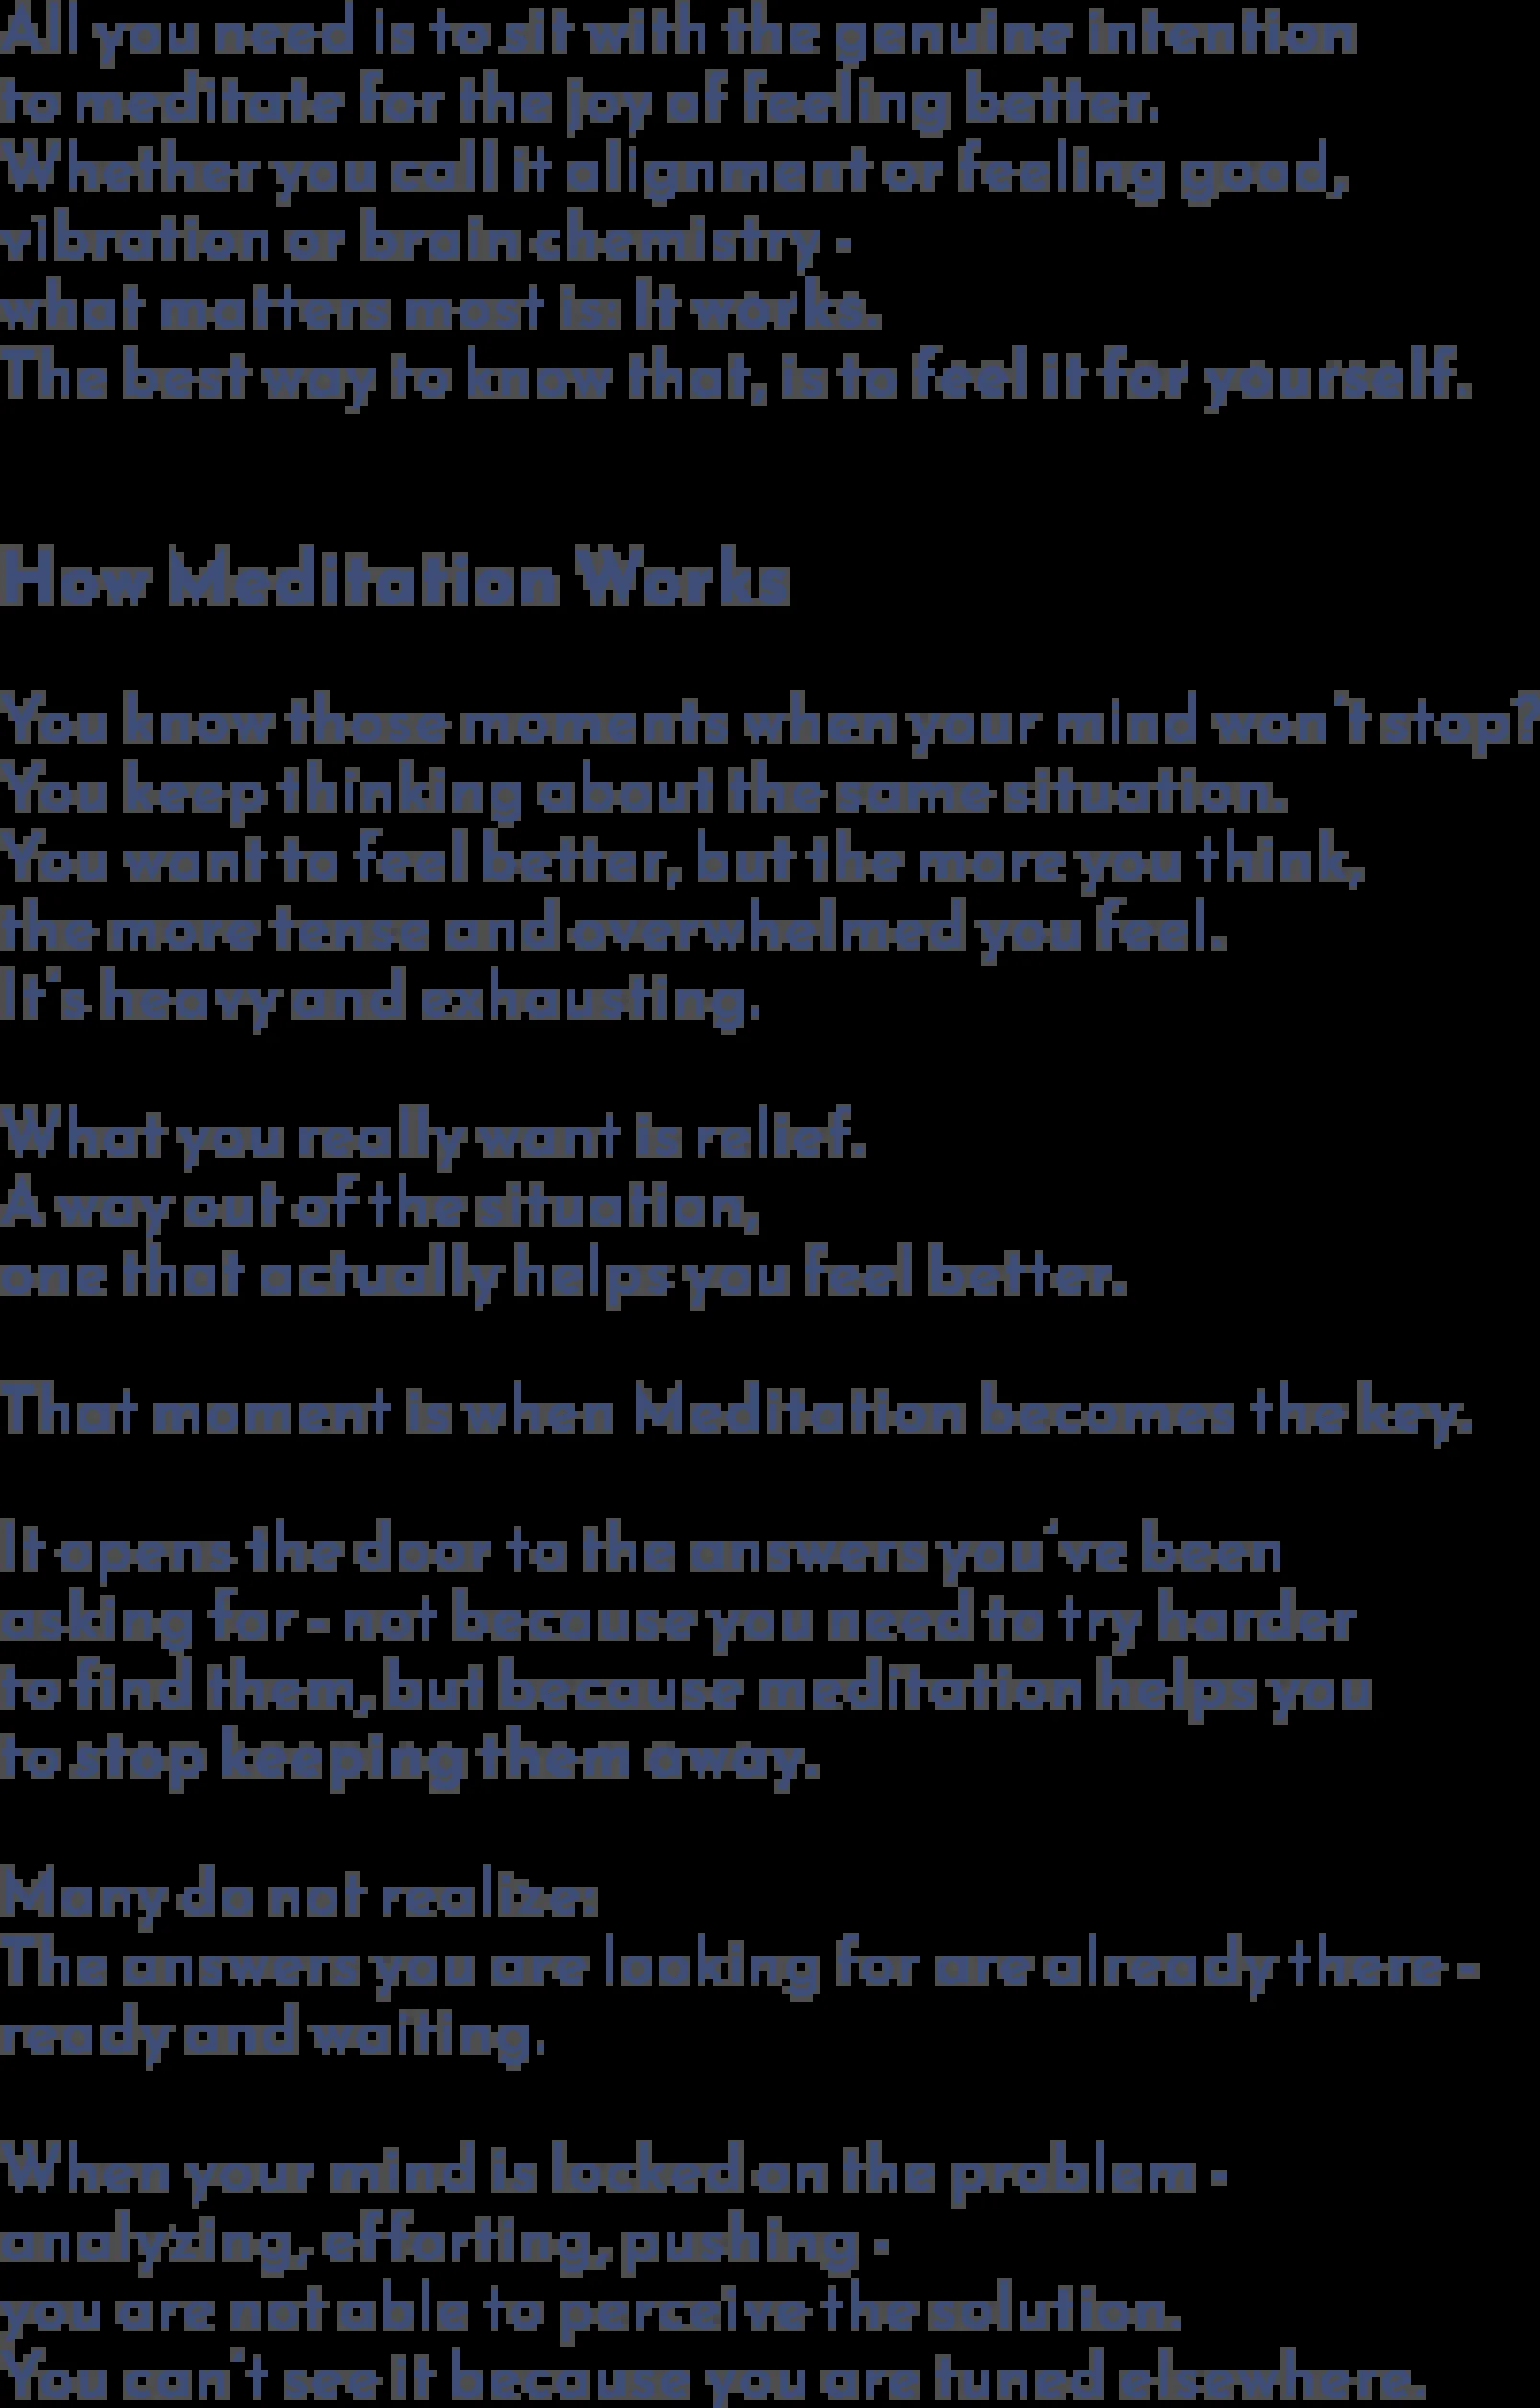 All you need is to sit with the genuine intention
to meditate for the joy of feeling better.
Whether you call it alignment or feeling good,
vibration or brain chemistry -
what matters most is: It works.
The best way to know that, is to feel it for yourself.
How Meditation Works
You know those moments when your mind won't stop?
You keep thinking about the same situation.
You want to feel better, but the more you think,
the more tense and overwhelmed you feel.
It's heavy and exhausting.
What you really want is relief.
A way out of the situation,
one that actually helps you feel better.
That moment is when Meditation becomes the key.
It opens the door to the answers you've been
asking for - not because you need to try harder
to find them, but because meditation helps you
to stop keeping them away.
Many do not realize:
The answers you are looking for are already there -
ready and waiting.
When your mind is locked on the problem -
analyzing, efforting, pushing -
you are not able to perceive the solution.
You can't see it because you are tuned elsewhere.